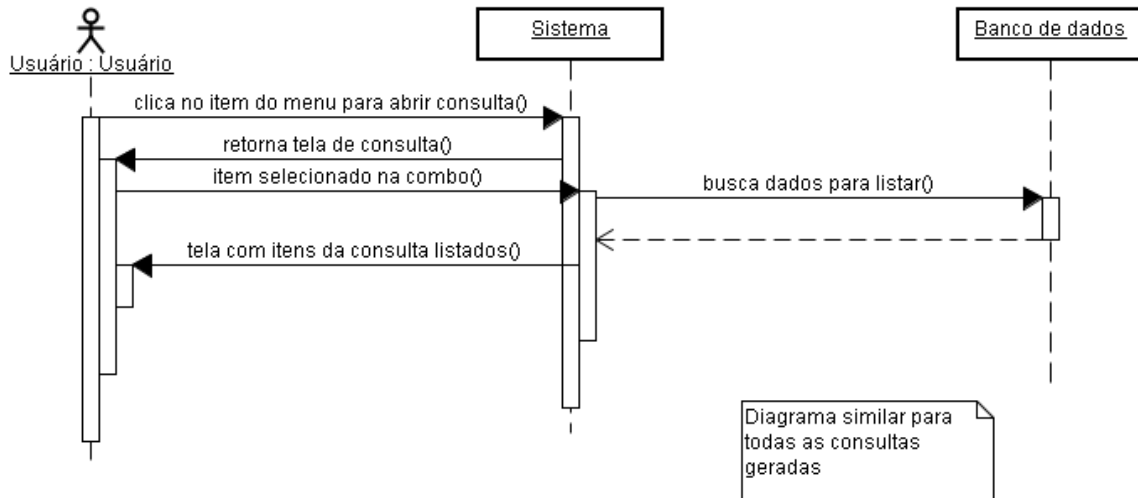 Usuário : Usuário
Sistema
Banco de dados
clica no item do menu para abrir consulta()
retorna tela de consulta()
item selecionado na combo()
busca dados para listar()
tela com itens da consulta listados()
Diagrama similar para
todas as consultas
geradas